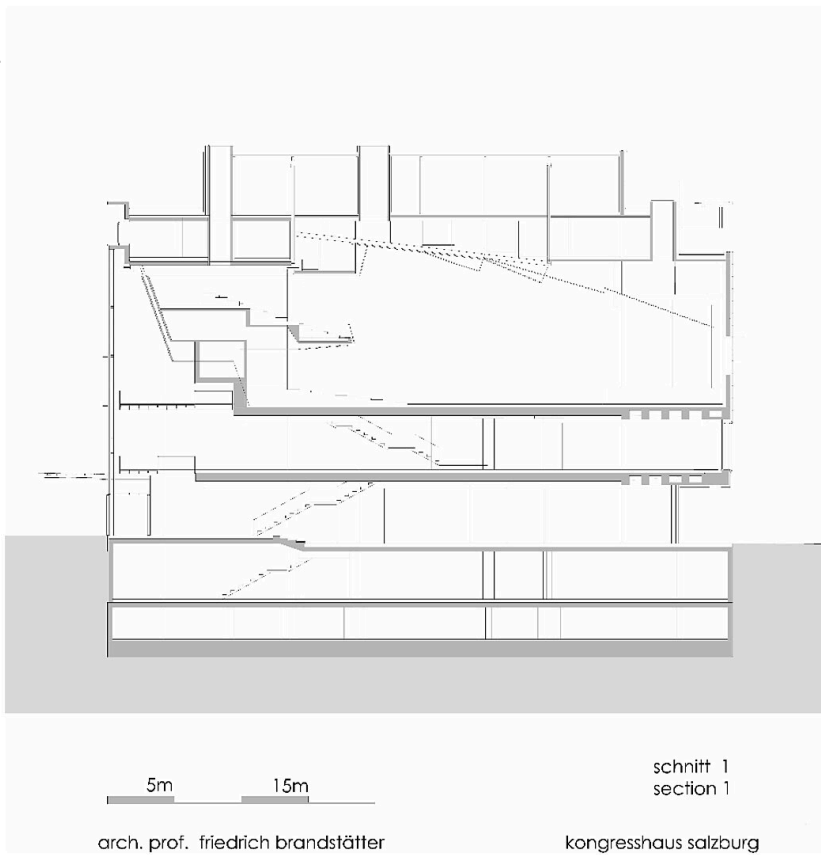 5m 15m
schnitt 1
section 1
arch. prof. friedrich brandstätter
kongresshaus salzburg